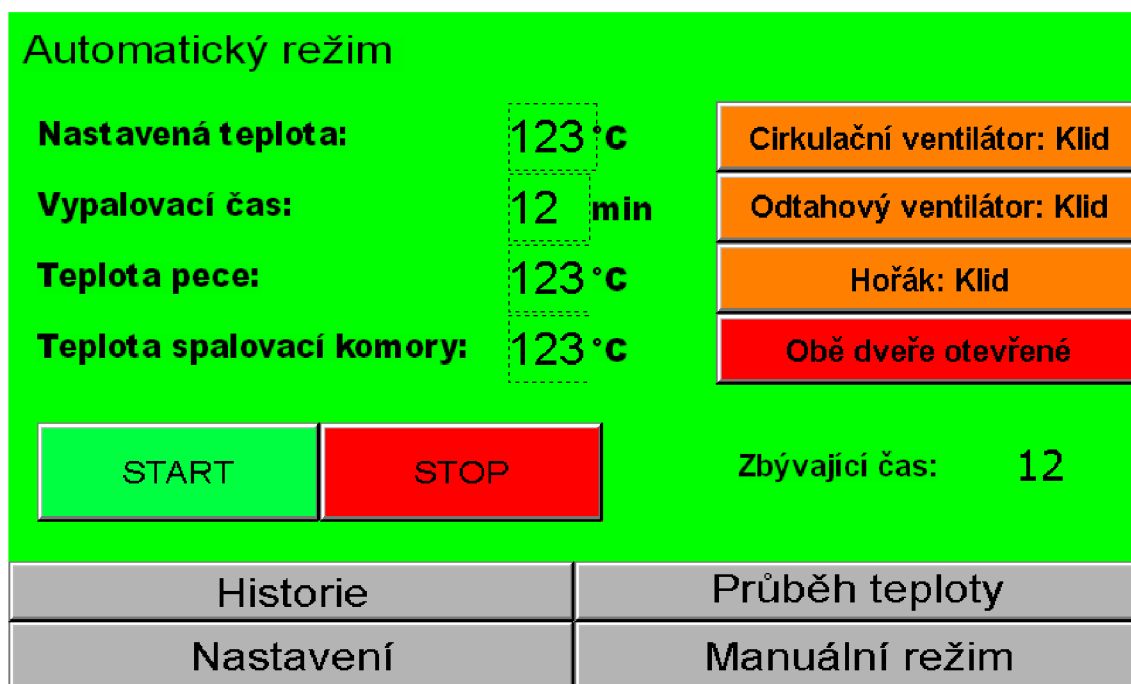 Automatický režim
Nastavená teplota: 123 °C
Cirkulační ventilátor: Klid
Vypalovací čas: 12 min
Odtahový ventilátor: Klid
Teplota pece: 123 °C
Hořák: Klid
Teplota spalovací komory: 123 °C
Obě dveře otevřené
START STOP
Zbývající čas: 12
Historie Průběh teploty
Nastavení Manuální režim